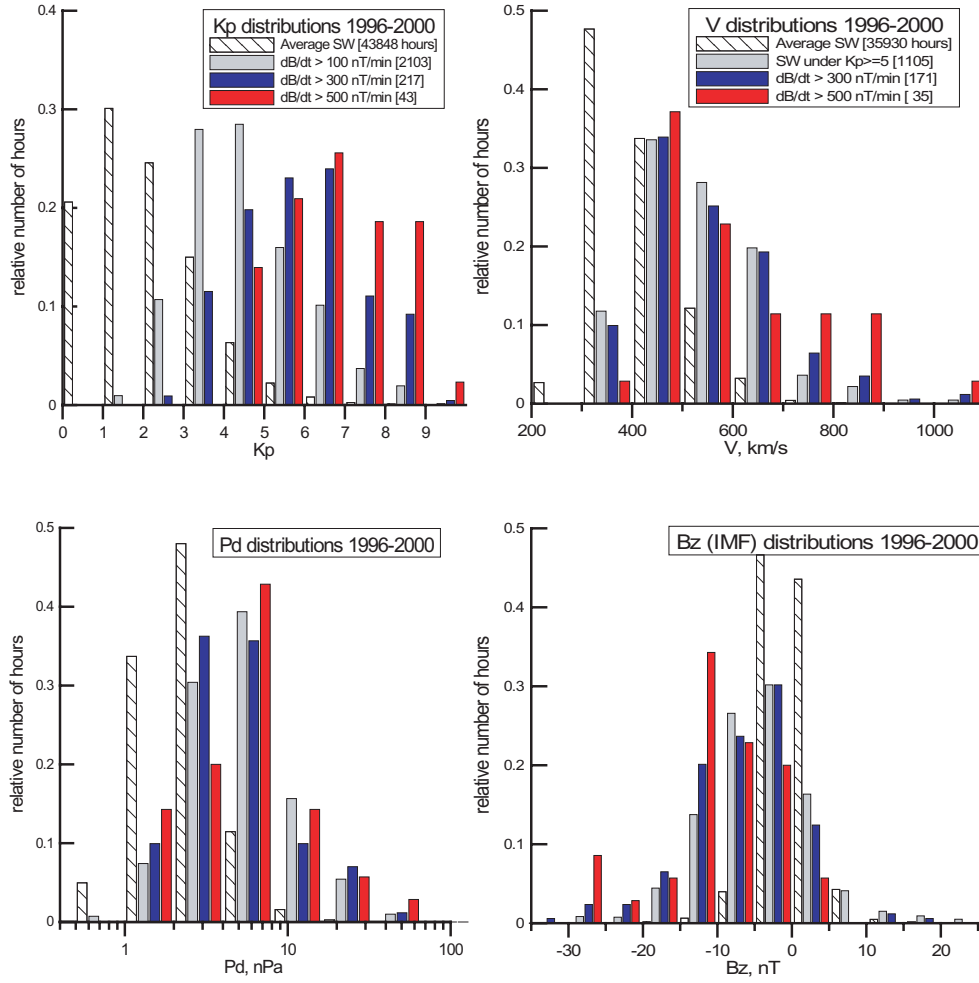 Kp distributions 1996-2000
Average SW [43848 hours]
dB/dt > 100 nT/min [2103]
dB/dt > 300 nT/min [217]
dB/dt > 500 nT/min [43]
relative number of hours
0.4
0.3
0.2
0.1
0
0 1 2 3 4 5 6 7 8 9
Kp
V distributions 1996-2000
Average SW [35930 hours]
SW under Kp>=5 [1105]
dB/dt > 300 nT/min [171]
dB/dt > 500 nT/min [ 35]
relative number of hours
0.5
0.4
0.3
0.2
0.1
0
200 400 600 800 1000
V, km/s
Pd distributions 1996-2000
relative number of hours
0.5
0.4
0.3
0.2
0.1
0
1 10 100
Pd, nPa
Bz (IMF) distributions 1996-2000
relative number of hours
0.5
0.4
0.3
0.2
0.1
0
-30 -20 -10 0 10 20
Bz, nT